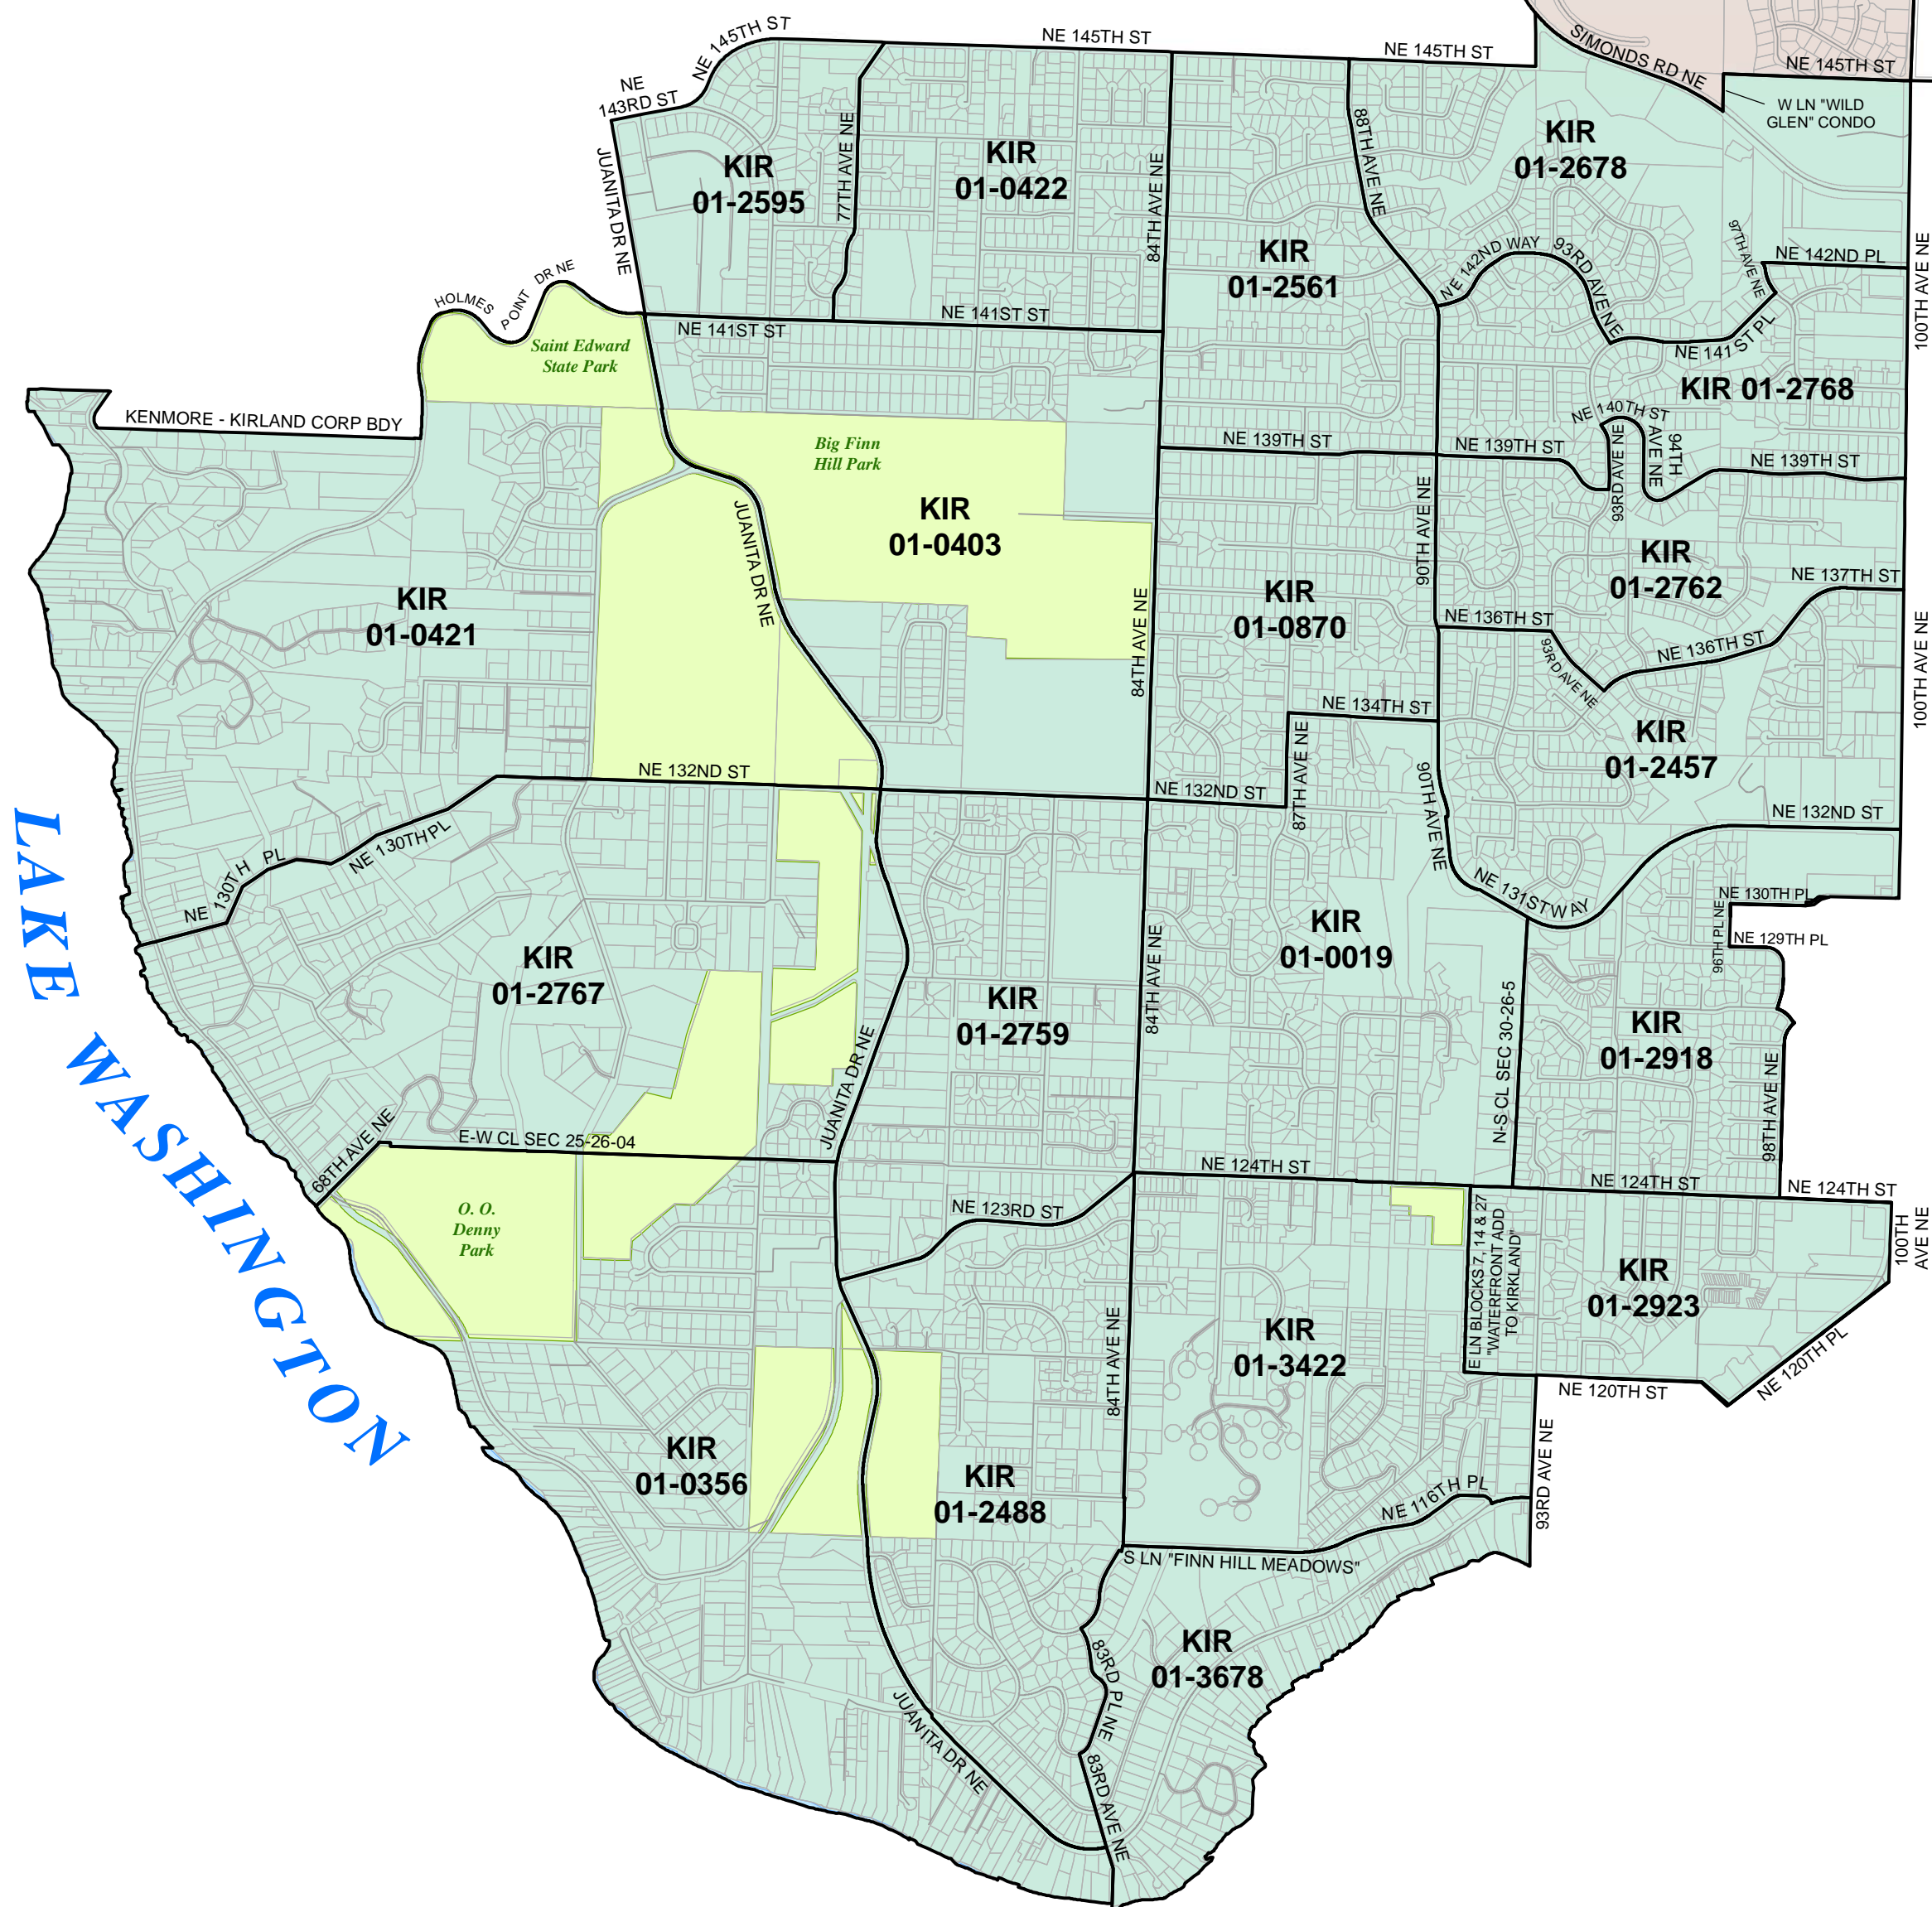 NE 145TH ST
NE 145TH ST
NE 145TH ST
SIMONDS RD NE
NE 145TH ST
NE
143RD ST
W LN "WILD
GLEN" CONDO
JUANITA DR NE
KIR
01-2595
77TH AVE NE
KIR
01-0422
84TH AVE NE
88TH AVE NE
KIR
01-2678
KIR
01-2561
NE 142ND WAY
93RD AVE NE
97TH AVE NE
NE 142ND PL
100TH AVE NE
HOLMES
POINT
DR NE
NE 141ST ST
NE 141ST ST
NE 141ST PL
Saint Edward
State Park
KIR 01-2768
KENMORE - KIRLAND CORP BDY
Big Finn
Hill Park
NE 139TH ST
NE 139TH ST
NE 140TH ST
93RD AVE NE
94TH
AVE NE
NE 139TH ST
JUANITA DR NE
KIR
01-0403
90TH AVE NE
KIR
01-2762
NE 137TH ST
KIR
01-0421
84TH AVE NE
KIR
01-0870
NE 136TH ST
93RD AVE NE
NE 136TH ST
100TH AVE NE
NE 134TH ST
KIR
01-2457
NE 132ND ST
NE 132ND ST
87TH AVE NE
90TH AVE NE
NE 132ND ST
NE 130TH PL
NE 130TH PL
NE 131ST WAY
NE 130TH PL
96TH PL NE
NE 129TH PL
LAKE WASHINGTON
KIR
01-2767
KIR
01-2759
84TH AVE NE
KIR
01-0019
N-S CL SEC 30-26-5
KIR
01-2918
98TH AVE NE
JUANITA DR NE
68TH AVE NE
E-W CL SEC 25-26-04
NE 124TH ST
NE 124TH ST
NE 124TH ST
O. O.
Denny
Park
NE 123RD ST
E LN BLOCKS 7, 14 & 27
"WATERFRONT ADD
TO KIRKLAND"
100TH
AVE NE
KIR
01-2923
84TH AVE NE
KIR
01-3422
NE 120TH ST
NE 120TH PL
KIR
01-0356
KIR
01-2488
NE 116TH PL
93RD AVE NE
S LN "FINN HILL MEADOWS"
83RD PL NE
KIR
01-3678
JUANITA DR NE
83RD AVE NE